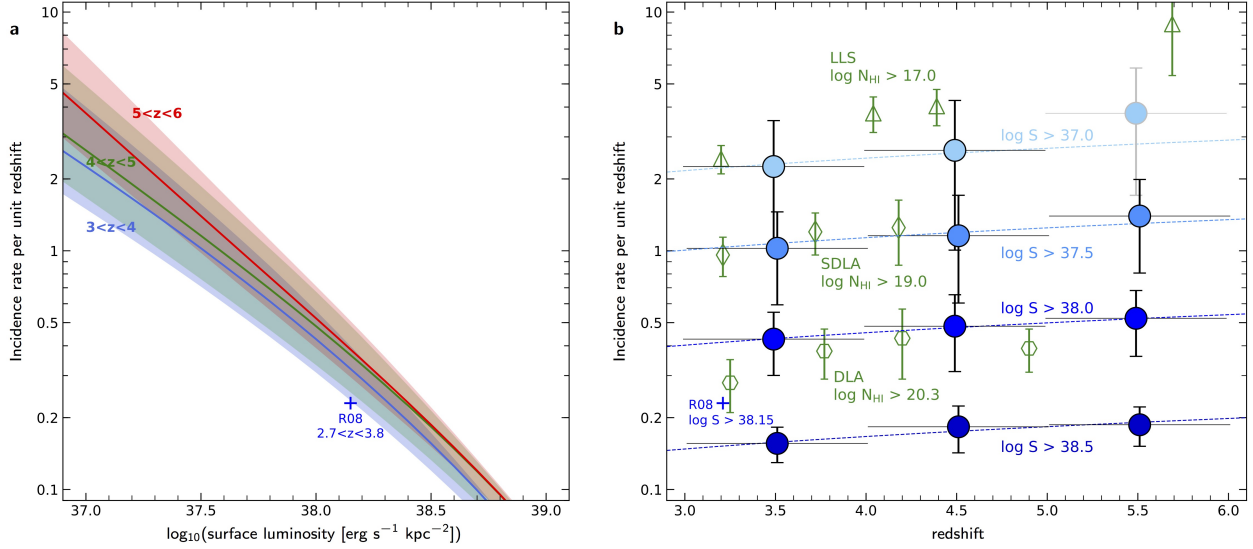 a
10
5
2
1
0.5
0.2
0.1
Incidence rate per unit redshift
5<z<6
4<z<5
3<z<4
R08
2.7<z<3.8
37.0
37.5
38.0
38.5
39.0
log₁₀(surface luminosity [erg s⁻¹ kpc⁻²])
b
10
5
2
1
0.5
0.2
0.1
Incidence rate per unit redshift
LLS
log N_HI > 17.0
log S > 37.0
SDLA
log N_HI > 19.0
log S > 37.5
log S > 38.0
DLA
log N_HI > 20.3
R08
log S > 38.15
log S > 38.5
3.0
3.5
4.0
4.5
5.0
5.5
6.0
redshift